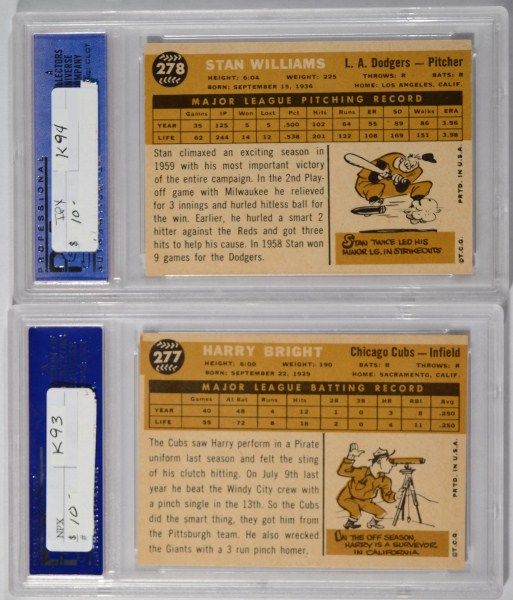 278
STAN WILLIAMS
L. A. Dodgers — Pitcher
HEIGHT: 6:04 WEIGHT: 225 THROWS: R BATS: R
BORN: SEPTEMBER 15, 1936 HOME: LOS ANGELES, CALIF.
MAJOR LEAGUE PITCHING RECORD
Games IP Won Lost Pct. Hits Runs ER SO Walks ERA
YEAR 35 125 5 5 .500 102 64 55 89 86 3.96
LIFE 62 244 14 12 .538 201 122 108 169 151 3.98
Stan climaxed an exciting season in
1959 with his most important victory
of the entire campaign. In the 2nd Play-
off game with Milwaukee he relieved
for 3 innings and hurled hitless ball for
the win. Earlier, he hurled a smart 2
hitter against the Reds and got three
hits to help his cause. In 1958 Stan won
9 games for the Dodgers.
STAN TWICE LED HIS
MINOR LG. IN STRIKEOUTS
©T.C.G. PRTD. IN U.S.A.
K94
$ 10-
PROFESSIONAL
277
HARRY BRIGHT
Chicago Cubs — Infield
HEIGHT: 6:00 WEIGHT: 190 THROWS: R BATS: R
BORN: SEPTEMBER 22, 1929 HOME: SACRAMENTO, CALIF.
MAJOR LEAGUE BATTING RECORD
Games At Bat Runs Hits 2B 3B HR RBI Avg.
YEAR 40 48 4 12 1 0 3 8 .250
LIFE 55 72 8 18 2 0 4 11 .250
The Cubs saw Harry perform in a Pirate
uniform last season and felt the sting
of his clutch hitting. On July 9th last
year he beat the Windy City crew with
a pinch single in the 13th. So the Cubs
did the smart thing, they got him from
the Pittsburgh team. He also wrecked
the Giants with a 3 run pinch homer.
ON THE OFF SEASON,
HARRY IS A SURVEYOR
IN CALIFORNIA.
©T.C.G. PRTD. IN U.S.A.
K93
NPX
$ 10-